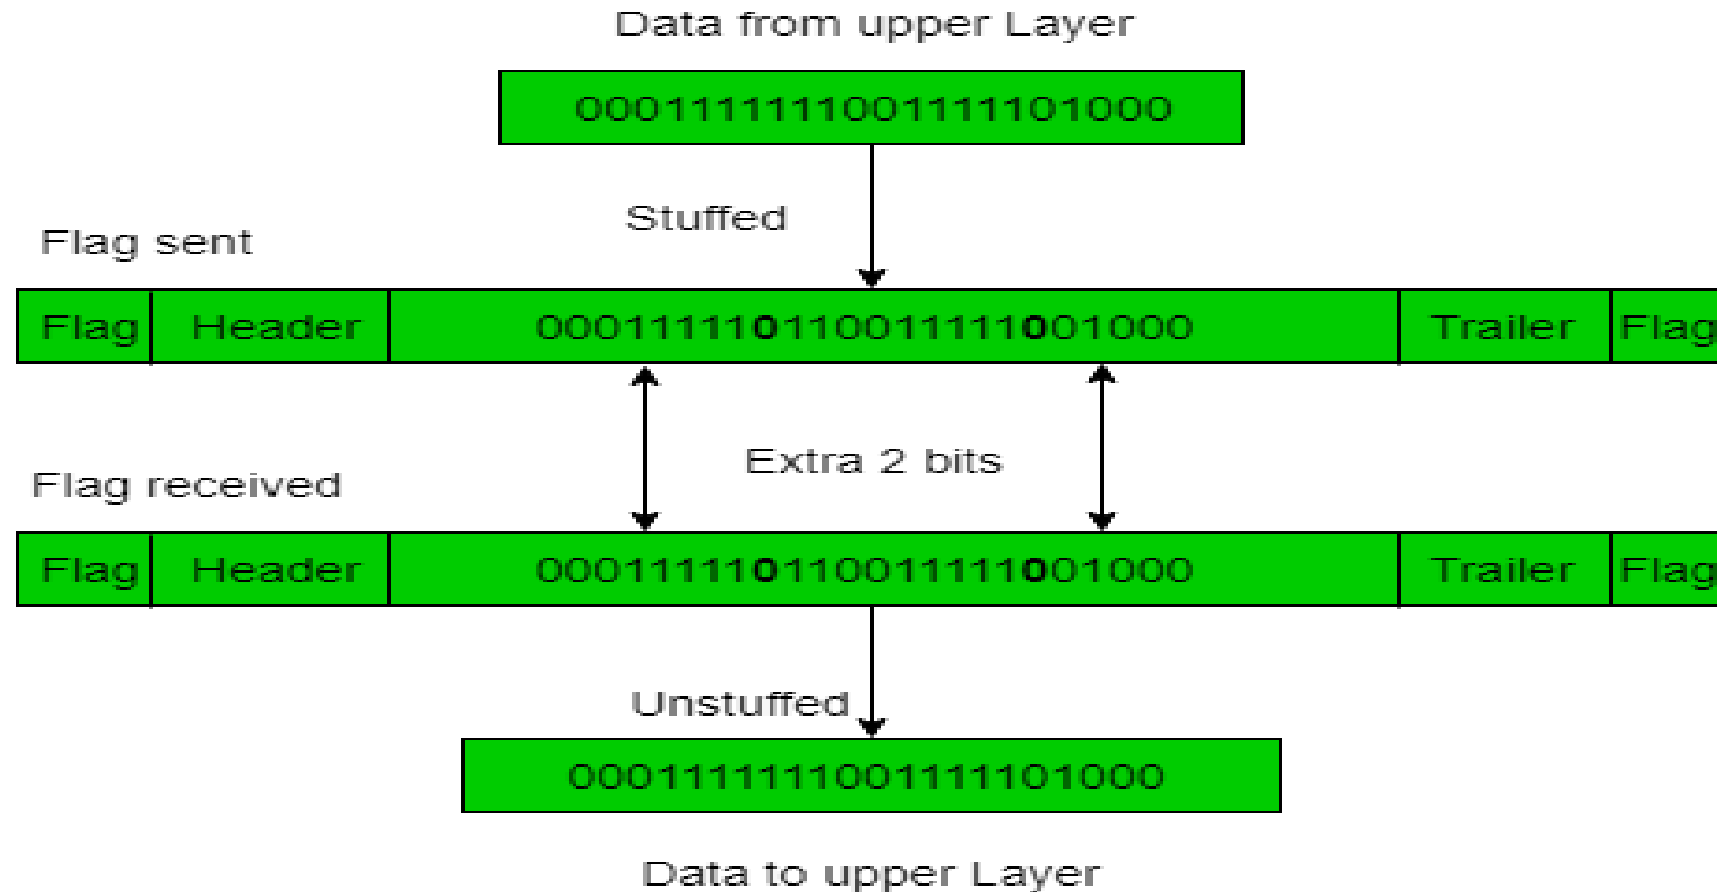 Data from upper Layer
0001111111001111101000
Stuffed
Flag sent
Flag Header 000111110110011111001000 Trailer Flag
Extra 2 bits
Flag received
Flag Header 000111110110011111001000 Trailer Flag
Unstuffed
0001111111001111101000
Data to upper Layer